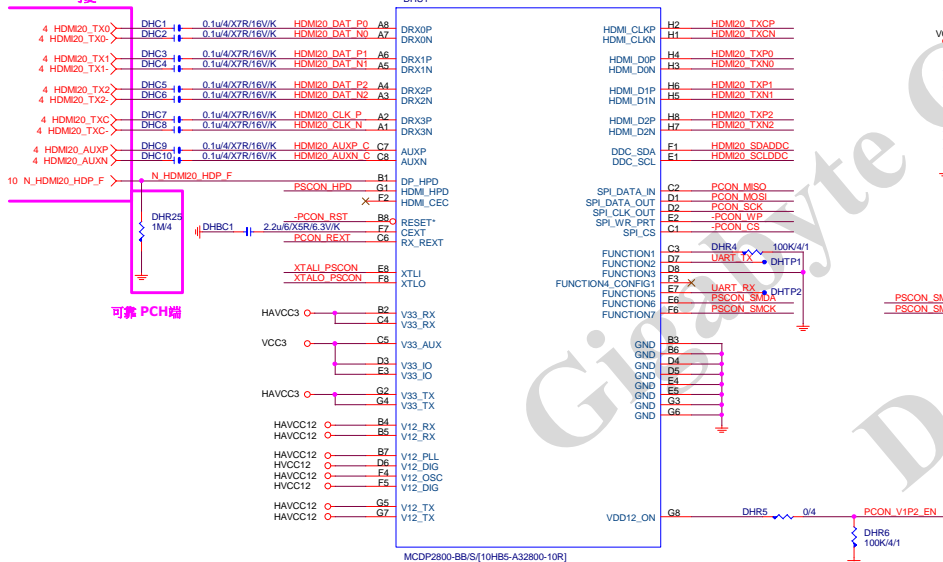 4 HDMI20_TX0 DHC1 0.1u/4/X7R/16V/K HDMI20_DAT_P0 A8 DRX0P HDMI_CLKP H2 HDMI20_TXCP
4 HDMI20_TX0- DHC2 0.1u/4/X7R/16V/K HDMI20_DAT_N0 A7 DRX0N HDMI_CLKN H1 HDMI20_TXCN
4 HDMI20_TX1 DHC3 0.1u/4/X7R/16V/K HDMI20_DAT_P1 A6 DRX1P HDMI_D0P H4 HDMI20_TXP0
4 HDMI20_TX1- DHC4 0.1u/4/X7R/16V/K HDMI20_DAT_N1 A5 DRX1N HDMI_D0N H3 HDMI20_TXN0
4 HDMI20_TX2 DHC5 0.1u/4/X7R/16V/K HDMI20_DAT_P2 A4 DRX2P HDMI_D1P H6 HDMI20_TXP1
4 HDMI20_TX2- DHC6 0.1u/4/X7R/16V/K HDMI20_DAT_N2 A3 DRX2N HDMI_D1N H5 HDMI20_TXN1
4 HDMI20_TXC DHC7 0.1u/4/X7R/16V/K HDMI20_CLK_P A2 DRX3P HDMI_D2P H8 HDMI20_TXP2
4 HDMI20_TXC- DHC8 0.1u/4/X7R/16V/K HDMI20_CLK_N A1 DRX3N HDMI_D2N H7 HDMI20_TXN2
4 HDMI20_AUXP DHC9 0.1u/4/X7R/16V/K HDMI20_AUXP_C C7 AUXP DDC_SDA F1 HDMI20_SDADDC
4 HDMI20_AUXN DHC10 0.1u/4/X7R/16V/K HDMI20_AUXN_C C8 AUXN DDC_SCL E1 HDMI20_SCLDDC
10 N_HDMI20_HDP_F N_HDMI20_HDP_F B1 DP_HPD
PSCON_HPD G1 HDMI_HPD SPI_DATA_IN C2 PCON_MISO
F2 HDMI_CEC SPI_DATA_OUT D1 PCON_MOSI
SPI_CLK_OUT D2 PCON_SCK
-PCON_RST B8 RESET* SPI_WR_PRT E2 -PCON_WP
DHR25 1M/4 DHBC1 2.2u/6/X5R/6.3V/K F7 CEXT SPI_CS C1 -PCON_CS
PCON_REXT C6 RX_REXT
FUNCTION1 C3 DHR4 100K/4/1
FUNCTION2 D7 UART_TX DHTP1
XTALI_PSCON E8 XTLI FUNCTION3 D8
XTALO_PSCON F8 XTLO FUNCTION4_CONFIG1 F3
FUNCTION5 E7 UART_RX DHTP2
FUNCTION6 E6 PSCON_SMDA
FUNCTION7 F6 PSCON_SMCK
可靠 PCH端
HAVCC3 B2 V33_RX
C4 V33_RX
VCC3 C5 V33_AUX GND B3
GND B6
D3 V33_IO GND D4
E3 V33_IO GND D5
GND E4
HAVCC3 G2 V33_TX GND E5
G4 V33_TX GND G3
GND G6
HAVCC12 B4 V12_RX
HAVCC12 B5 V12_RX
HAVCC12 B7 V12_PLL
HVCC12 D6 V12_DIG
HAVCC12 F4 V12_OSC
HVCC12 F5 V12_DIG
HAVCC12 G5 V12_TX
HAVCC12 G7 V12_TX VDD12_ON G8 DHR5 0/4 PCON_V1P2_EN
DHR6
100K/4/1
MCDP2800-BB/S/[10HB5-A32800-10R]
Gigabyte